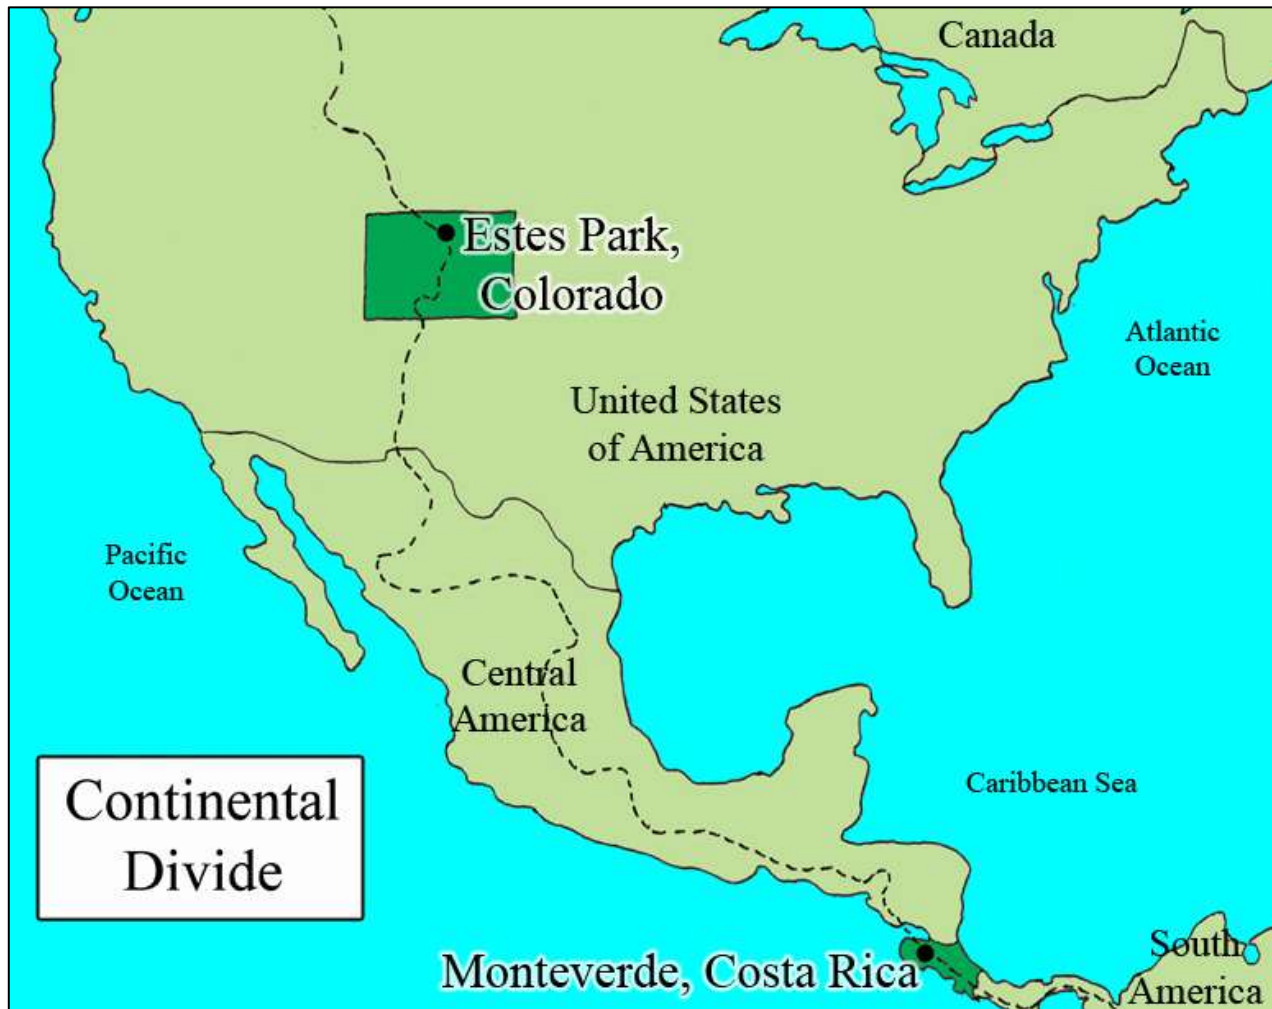 Canada
Estes Park,
Colorado
Atlantic
Ocean
United States
of America
Pacific
Ocean
Central
America
Caribbean Sea
Continental
Divide
Monteverde, Costa Rica
South
America